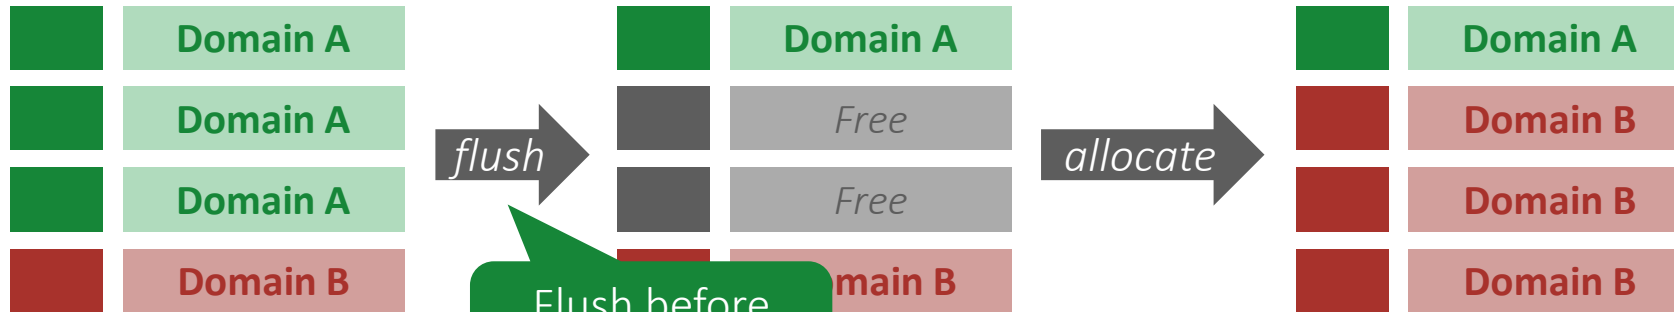 Domain A
Domain A
Domain A
Domain B
flush
Domain A
Free
Free
main B
Flush before
allocate
Domain A
Domain B
Domain B
Domain B